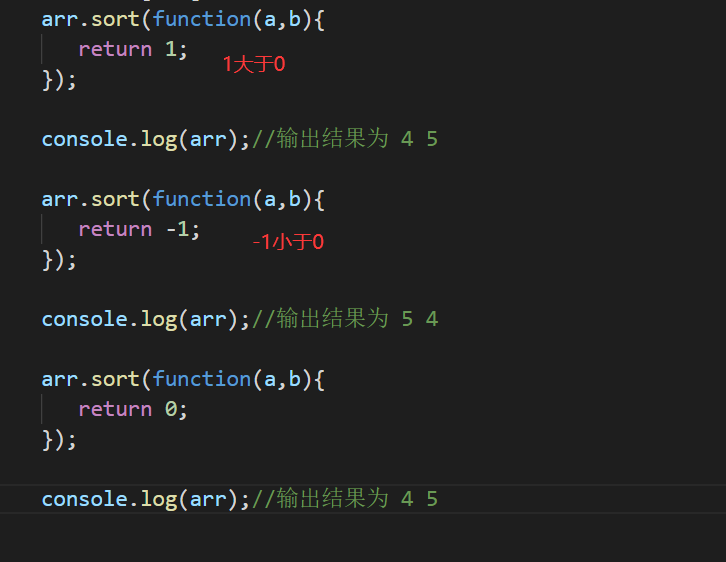 arr.sort(function(a,b){
return 1;
1大于0
});
console.log(arr);//输出结果为 4 5
arr.sort(function(a,b){
return -1;
-1小于0
});
console.log(arr);//输出结果为 5 4
arr.sort(function(a,b){
return 0;
});
console.log(arr);//输出结果为 4 5